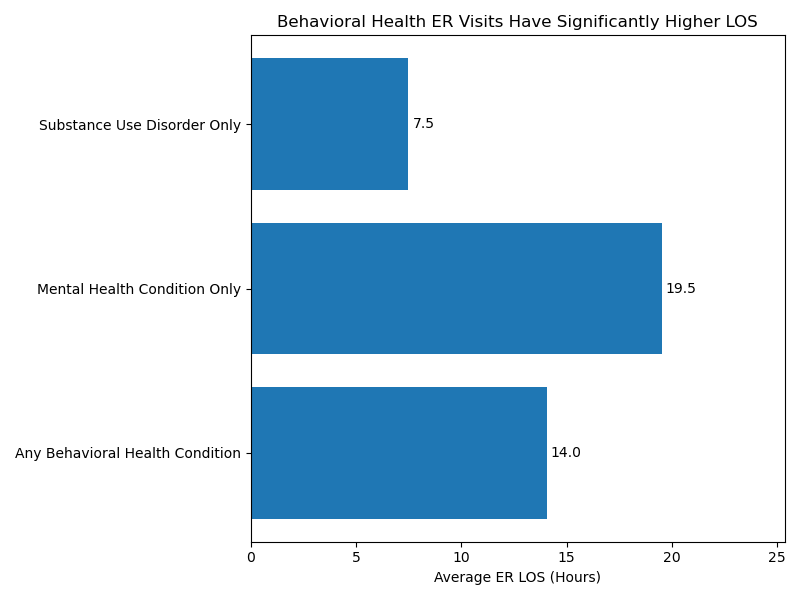 Behavioral Health ER Visits Have Significantly Higher LOS
Substance Use Disorder Only
7.5
Mental Health Condition Only
19.5
Any Behavioral Health Condition
14.0
0 5 10 15 20 25
Average ER LOS (Hours)